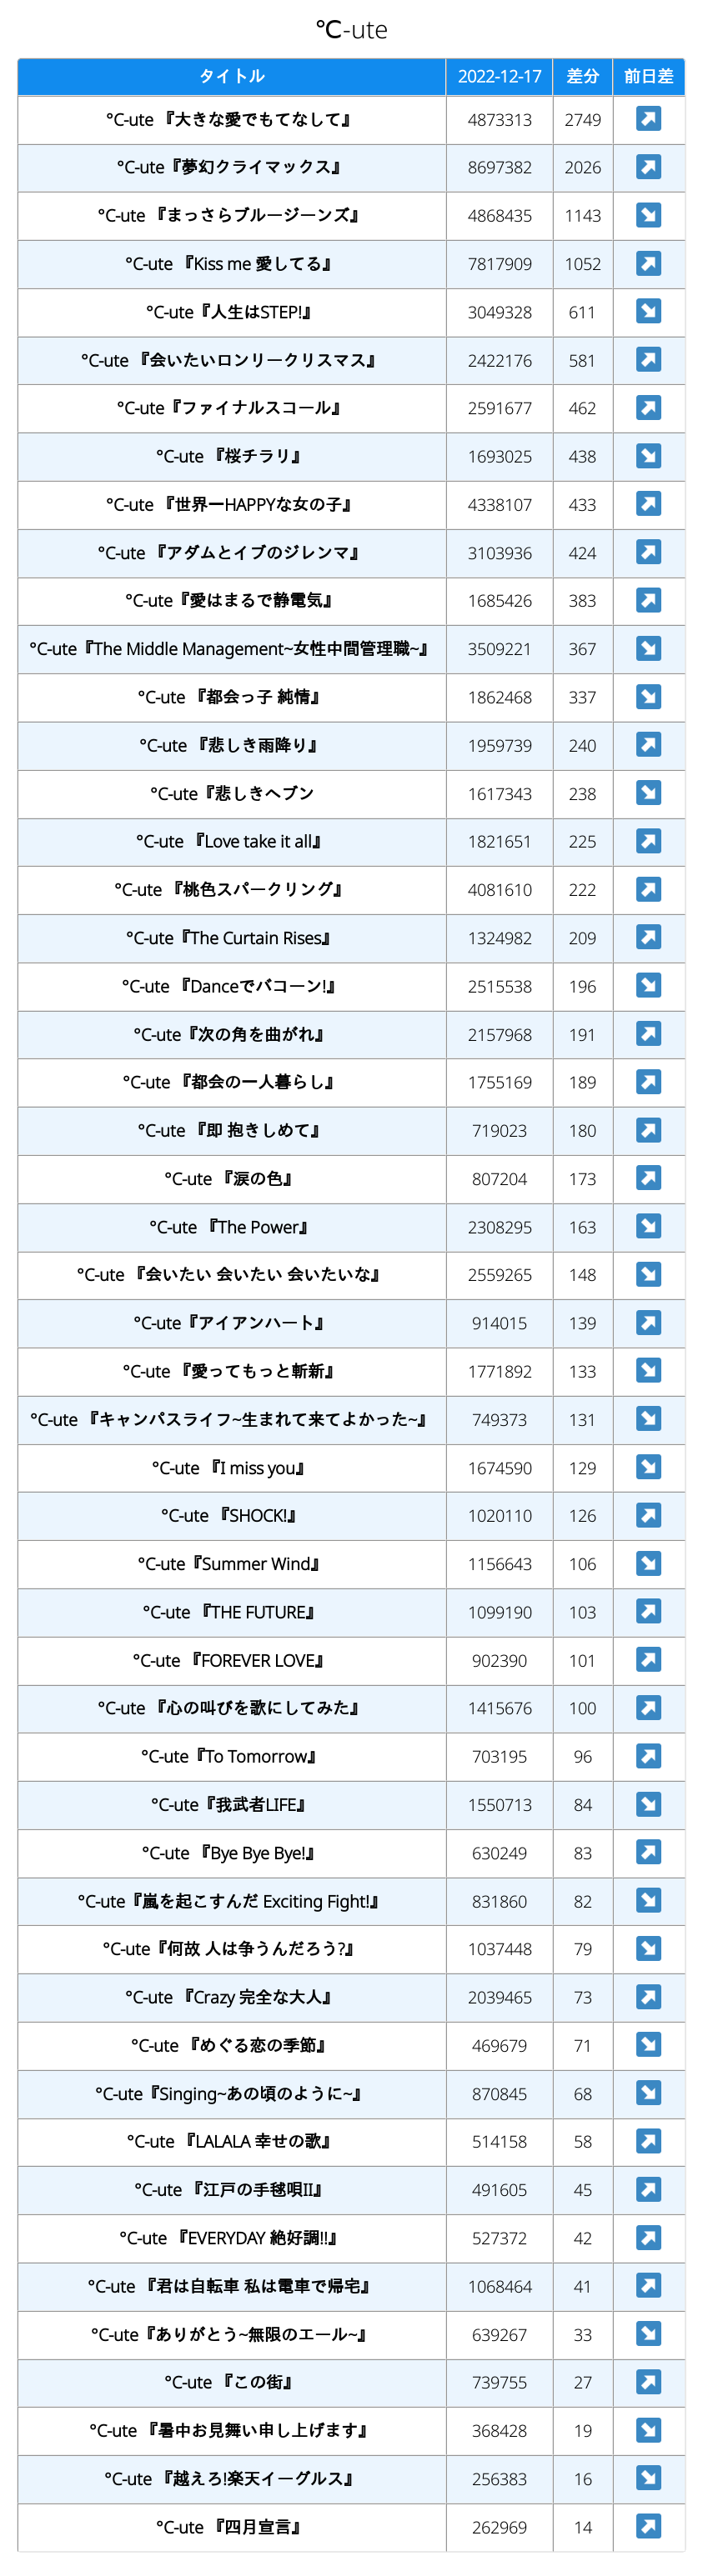 ℃-ute
タイトル 2022-12-17 差分 前日差
℃-ute 『大きな愛でもてなして』 4873313 2749
℃-ute『夢幻クライマックス』 8697382 2026
℃-ute 『まっさらブルージーンズ』 4868435 1143
℃-ute 『Kiss me 愛してる』 7817909 1052
℃-ute『人生はSTEP!』 3049328 611
℃-ute 『会いたいロンリークリスマス』 2422176 581
℃-ute『ファイナルスコール』 2591677 462
℃-ute 『桜チラリ』 1693025 438
℃-ute 『世界一HAPPYな女の子』 4338107 433
℃-ute 『アダムとイブのジレンマ』 3103936 424
℃-ute『愛はまるで静電気』 1685426 383
℃-ute『The Middle Management~女性中間管理職~』 3509221 367
℃-ute 『都会っ子 純情』 1862468 337
℃-ute 『悲しき雨降り』 1959739 240
℃-ute『悲しきヘブン 1617343 238
℃-ute 『Love take it all』 1821651 225
℃-ute 『桃色スパークリング』 4081610 222
℃-ute『The Curtain Rises』 1324982 209
℃-ute 『Danceでバコーン!』 2515538 196
℃-ute『次の角を曲がれ』 2157968 191
℃-ute 『都会の一人暮らし』 1755169 189
℃-ute 『即 抱きしめて』 719023 180
℃-ute 『涙の色』 807204 173
℃-ute 『The Power』 2308295 163
℃-ute 『会いたい 会いたい 会いたいな』 2559265 148
℃-ute『アイアンハート』 914015 139
℃-ute 『愛ってもっと斬新』 1771892 133
℃-ute 『キャンパスライフ~生まれて来てよかった~』 749373 131
℃-ute 『I miss you』 1674590 129
℃-ute 『SHOCK!』 1020110 126
℃-ute『Summer Wind』 1156643 106
℃-ute 『THE FUTURE』 1099190 103
℃-ute 『FOREVER LOVE』 902390 101
℃-ute 『心の叫びを歌にしてみた』 1415676 100
℃-ute『To Tomorrow』 703195 96
℃-ute『我武者LIFE』 1550713 84
℃-ute 『Bye Bye Bye!』 630249 83
℃-ute『嵐を起こすんだ Exciting Fight!』 831860 82
℃-ute『何故 人は争うんだろう?』 1037448 79
℃-ute 『Crazy 完全な大人』 2039465 73
℃-ute 『めぐる恋の季節』 469679 71
℃-ute『Singing~あの頃のように~』 870845 68
℃-ute 『LALALA 幸せの歌』 514158 58
℃-ute 『江戸の手毬唄II』 491605 45
℃-ute 『EVERYDAY 絶好調!!』 527372 42
℃-ute 『君は自転車 私は電車で帰宅』 1068464 41
℃-ute『ありがとう~無限のエール~』 639267 33
℃-ute 『この街』 739755 27
℃-ute 『暑中お見舞い申し上げます』 368428 19
℃-ute 『越えろ!楽天イーグルス』 256383 16
℃-ute 『四月宣言』 262969 14